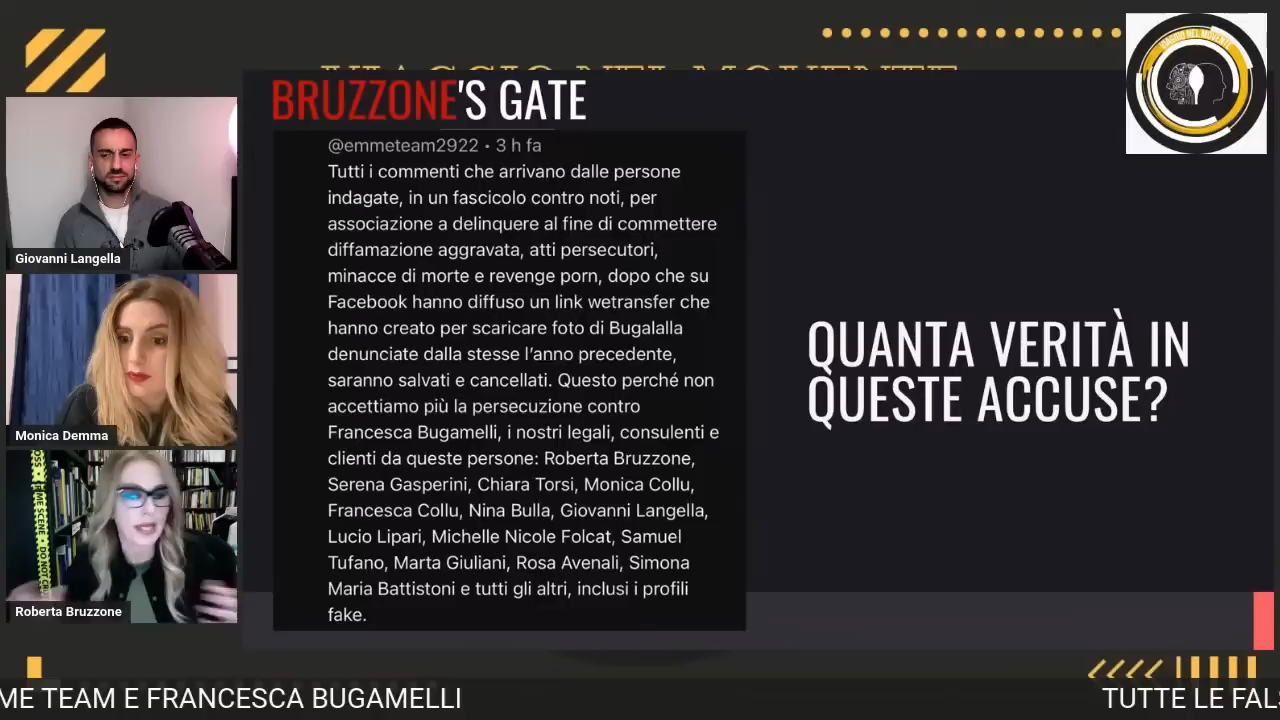 VIAGGIO NEL MOVENTE
VIAGGIO NEL MOVENTE
BRUZZONE'S GATE
@emmeteam2922 • 3 h fa
Tutti i commenti che arrivano dalle persone
indagate, in un fascicolo contro noti, per
associazione a delinquere al fine di commettere
diffamazione aggravata, atti persecutori,
minacce di morte e revenge porn, dopo che su
Facebook hanno diffuso un link wetransfer che
hanno creato per scaricare foto di Bugalalla
denunciate dalla stesse l'anno precedente,
saranno salvati e cancellati. Questo perché non
accettiamo più la persecuzione contro
Francesca Bugamelli, i nostri legali, consulenti e
clienti da queste persone: Roberta Bruzzone,
Serena Gasperini, Chiara Torsi, Monica Collu,
Francesca Collu, Nina Bulla, Giovanni Langella,
Lucio Lipari, Michelle Nicole Folcat, Samuel
Tufano, Marta Giuliani, Rosa Avenali, Simona
Maria Battistoni e tutti gli altri, inclusi i profili
fake.
QUANTA VERITÀ IN
QUESTE ACCUSE?
Giovanni Langella
Monica Demma
Roberta Bruzzone
ME TEAM E FRANCESCA BUGAMELLI
TUTTE LE FALS